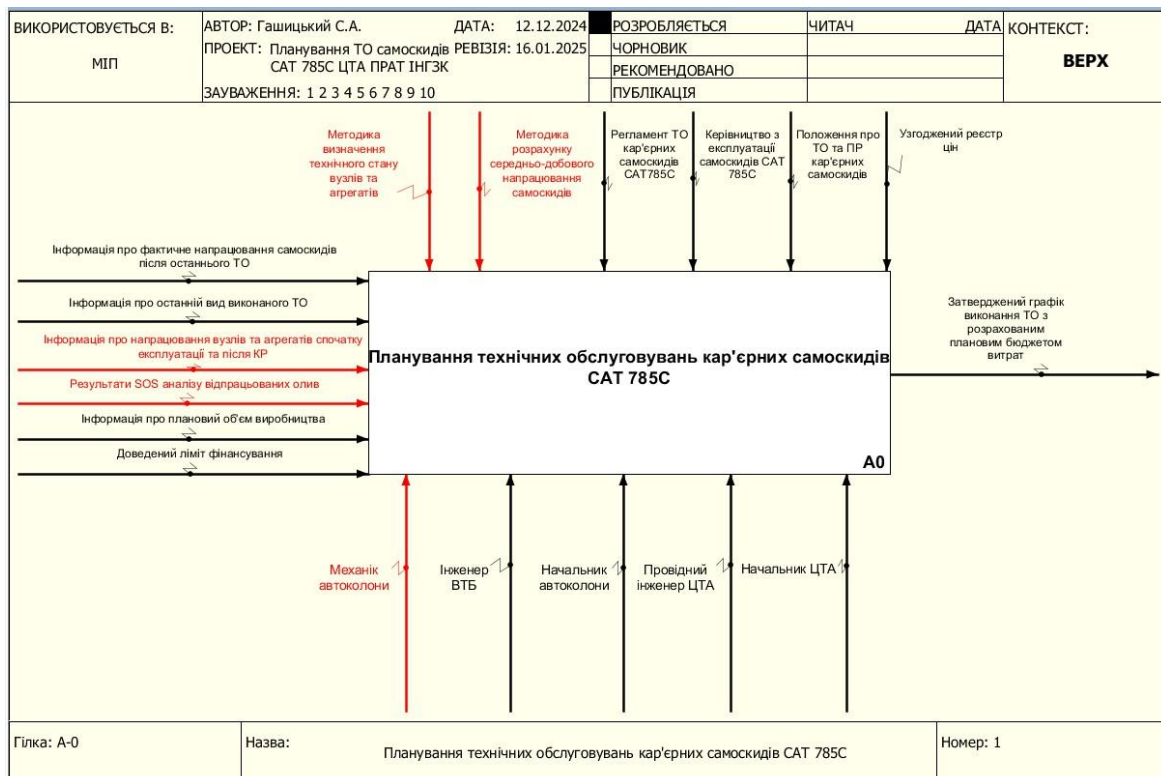 ВИКОРИСТОВУЄТЬСЯ В:
МІП
АВТОР: Гашицький С.А.
ДАТА: 12.12.2024
ПРОЕКТ: Планування ТО самоскидів
САТ 785С ЦТА ПРАТ ІНГЗК
РЕВІЗІЯ: 16.01.2025
ЗАУВАЖЕННЯ: 1 2 3 4 5 6 7 8 9 10
РОЗРОБЛЯЄТЬСЯ
ЧОРНОВИК
РЕКОМЕНДОВАНО
ПУБЛІКАЦІЯ
ЧИТАЧ
ДАТА
КОНТЕКСТ:
ВЕРХ
Методика
визначення
технічного стану
вузлів та
агрегатів
Методика
розрахунку
середньо-добового
напрацювання
самоскидів
Регламент ТО
кар'єрних
самоскидів
САТ785С
Керівництво з
експлуатації
самоскидів САТ
785С
Положення про
ТО та ПР
кар'єрних
самоскидів
Узгоджений реєстр
цін
Інформація про фактичне напрацювання самоскидів
після останнього ТО
Інформація про останній вид виконаного ТО
Інформація про напрацювання вузлів та агрегатів спочатку
експлуатації та після КР
Результати SOS аналізу відпрацьованих олив
Інформація про плановий об'єм виробництва
Доведений ліміт фінансування
Планування технічних обслуговувань кар'єрних самоскидів
САТ 785С
А0
Затверджений графік
виконання ТО з
розрахованим
плановим бюджетом
витрат
Механік
автоколони
Інженер
ВТБ
Начальник
автоколони
Провідний
інженер ЦТА
Начальник ЦТА
Гілка: А-0
Назва:
Планування технічних обслуговувань кар'єрних самоскидів САТ 785С
Номер: 1